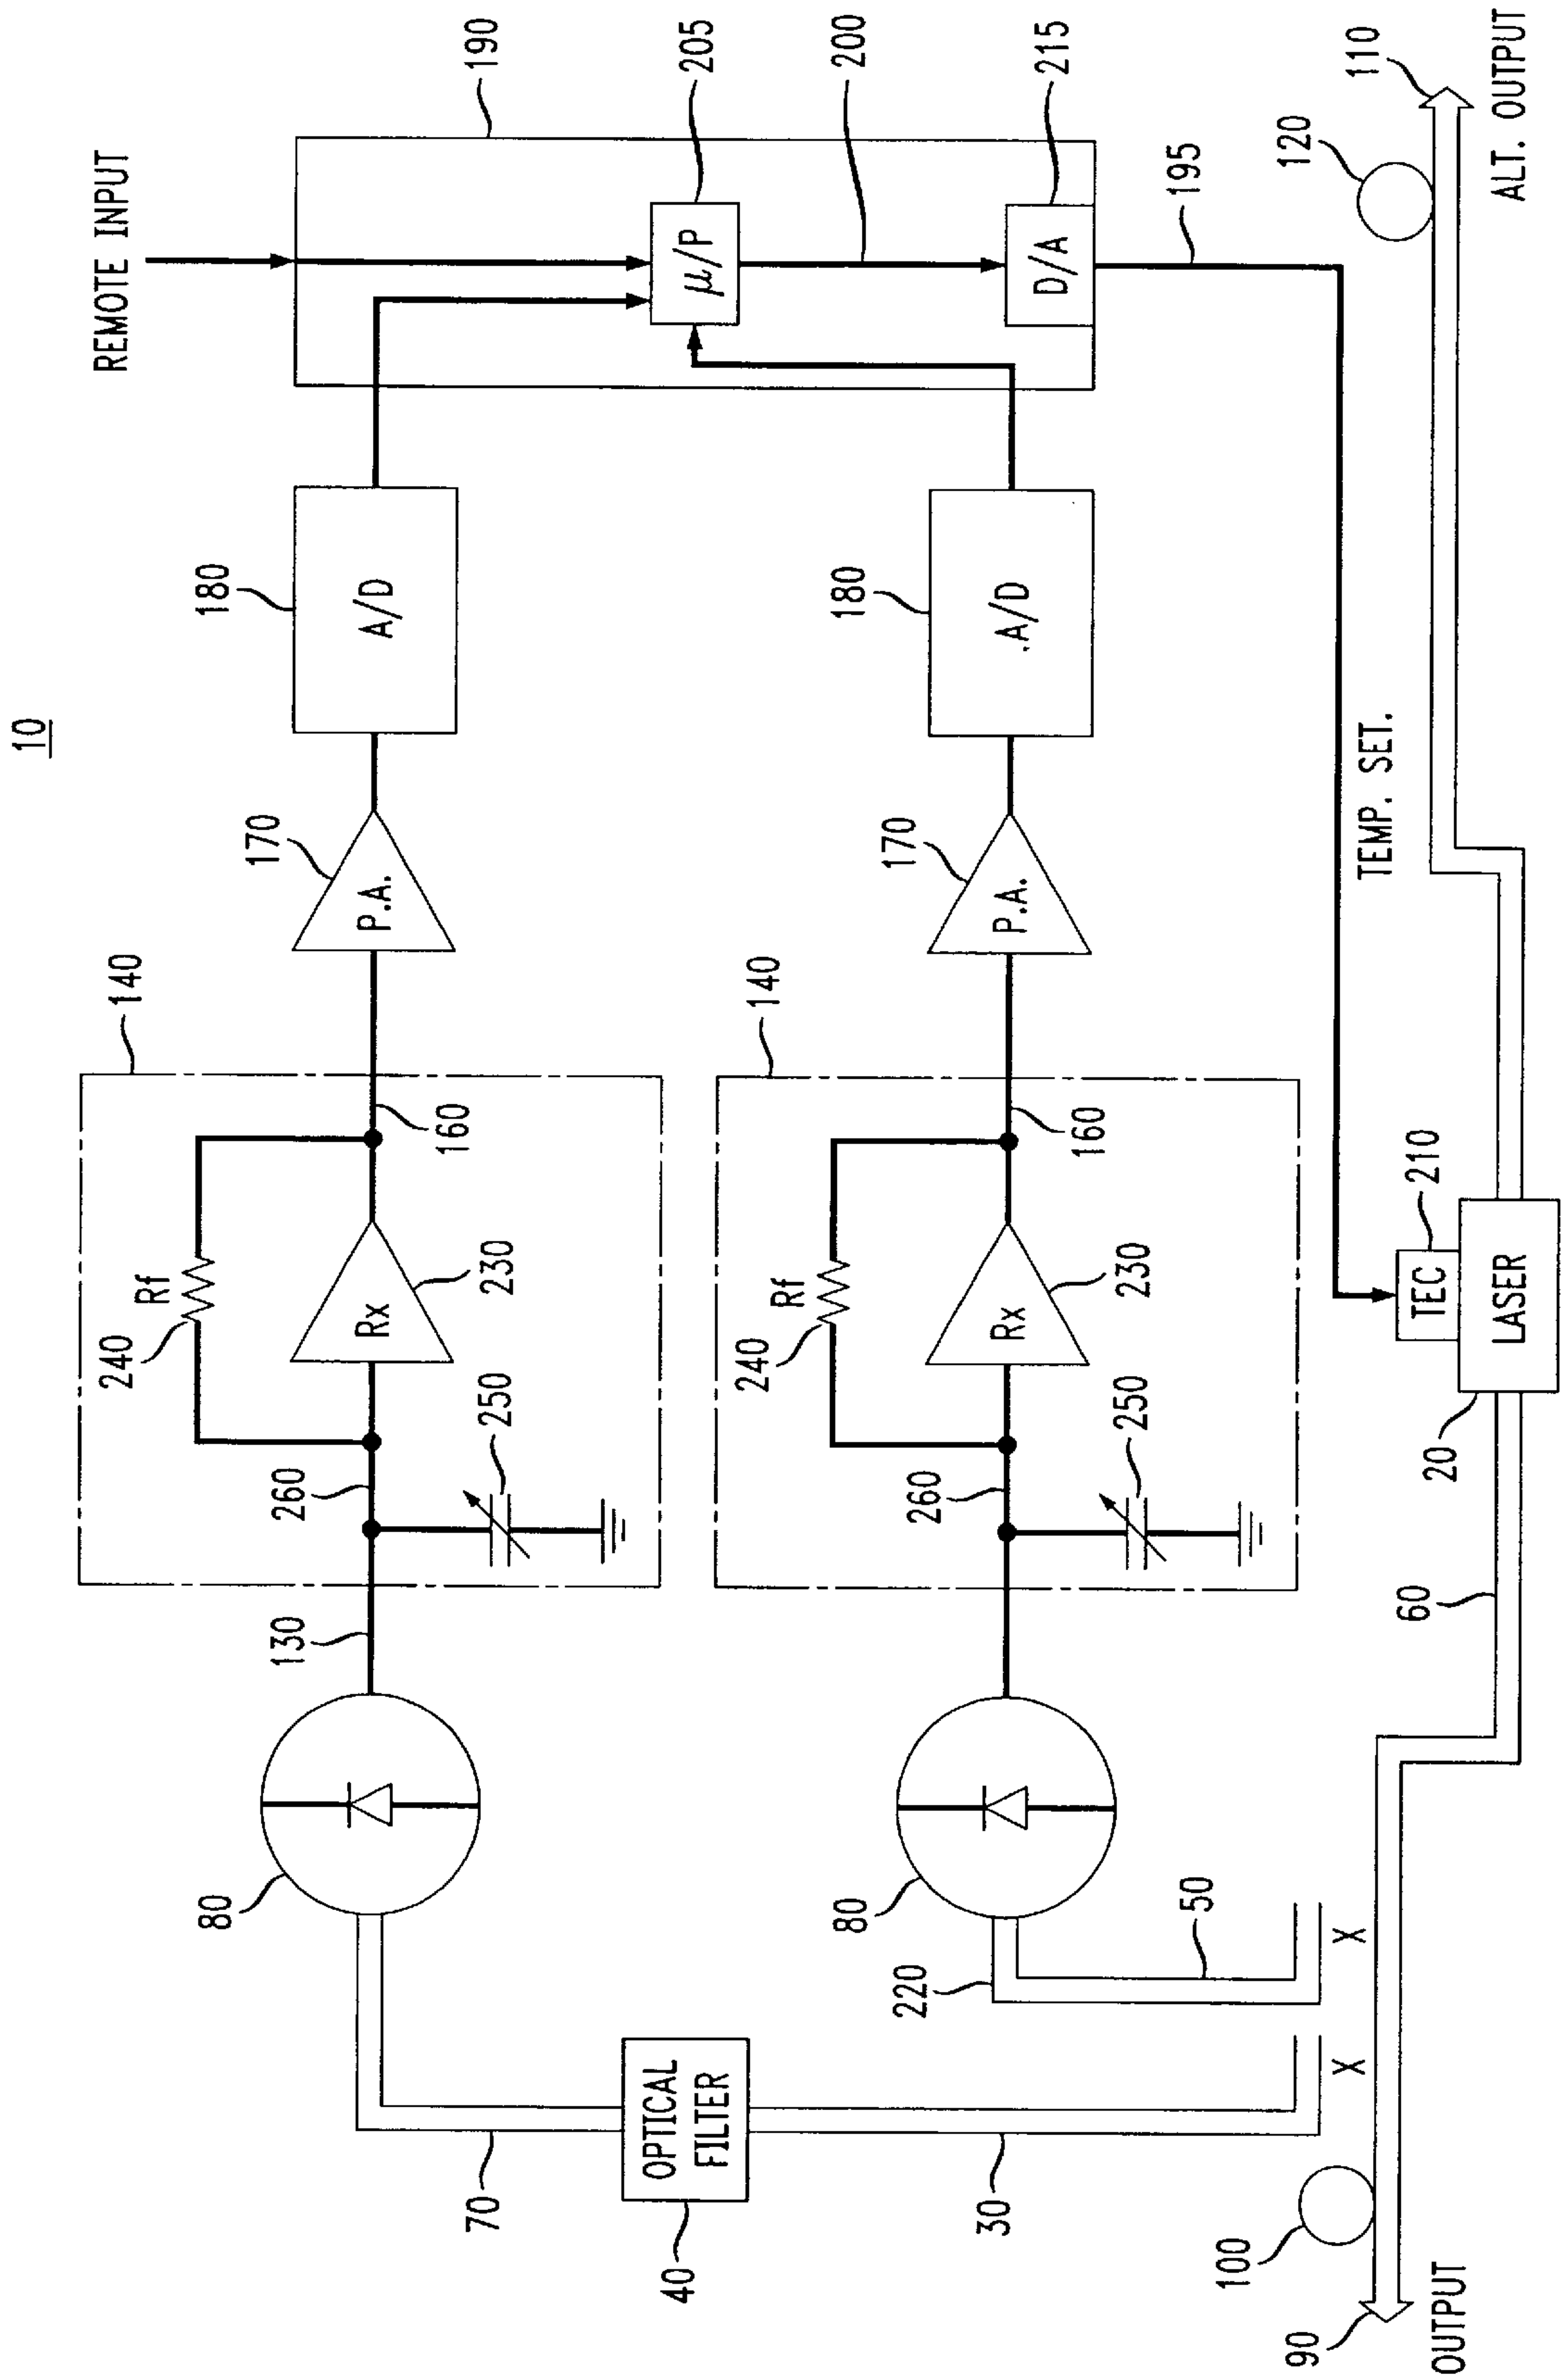 10
REMOTE INPUT
140
240
Rf
80
170
180
130
260
Rx
P.A.
A/D
160
190
70
250
230
OPTICAL
FILTER
40
μ/P
205
140
240
Rf
200
80
170
180
220
260
Rx
P.A.
A/D
30
160
D/A
215
250
230
50
195
100
X
X
120
TEMP. SET.
90
OUTPUT
60
20
TEC
210
LASER
110
ALT. OUTPUT